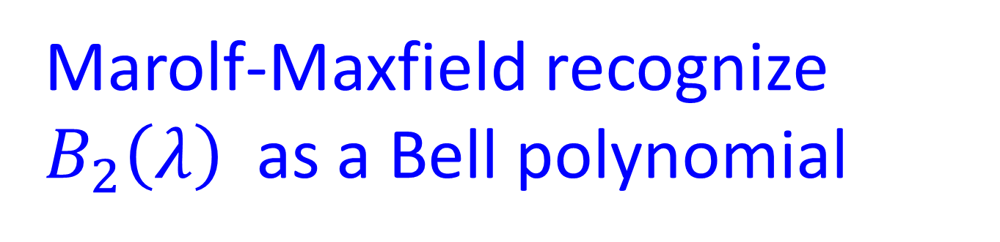 Marolf-Maxfield recognize
B₂(λ) as a Bell polynomial